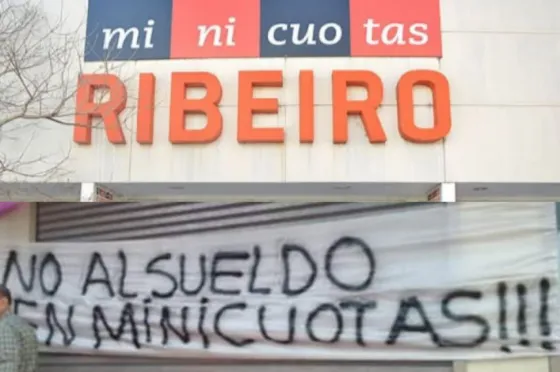 mi ni cuo tas
RIBEIRO
NO AL SUELDO
EN MINICUOTAS!!!